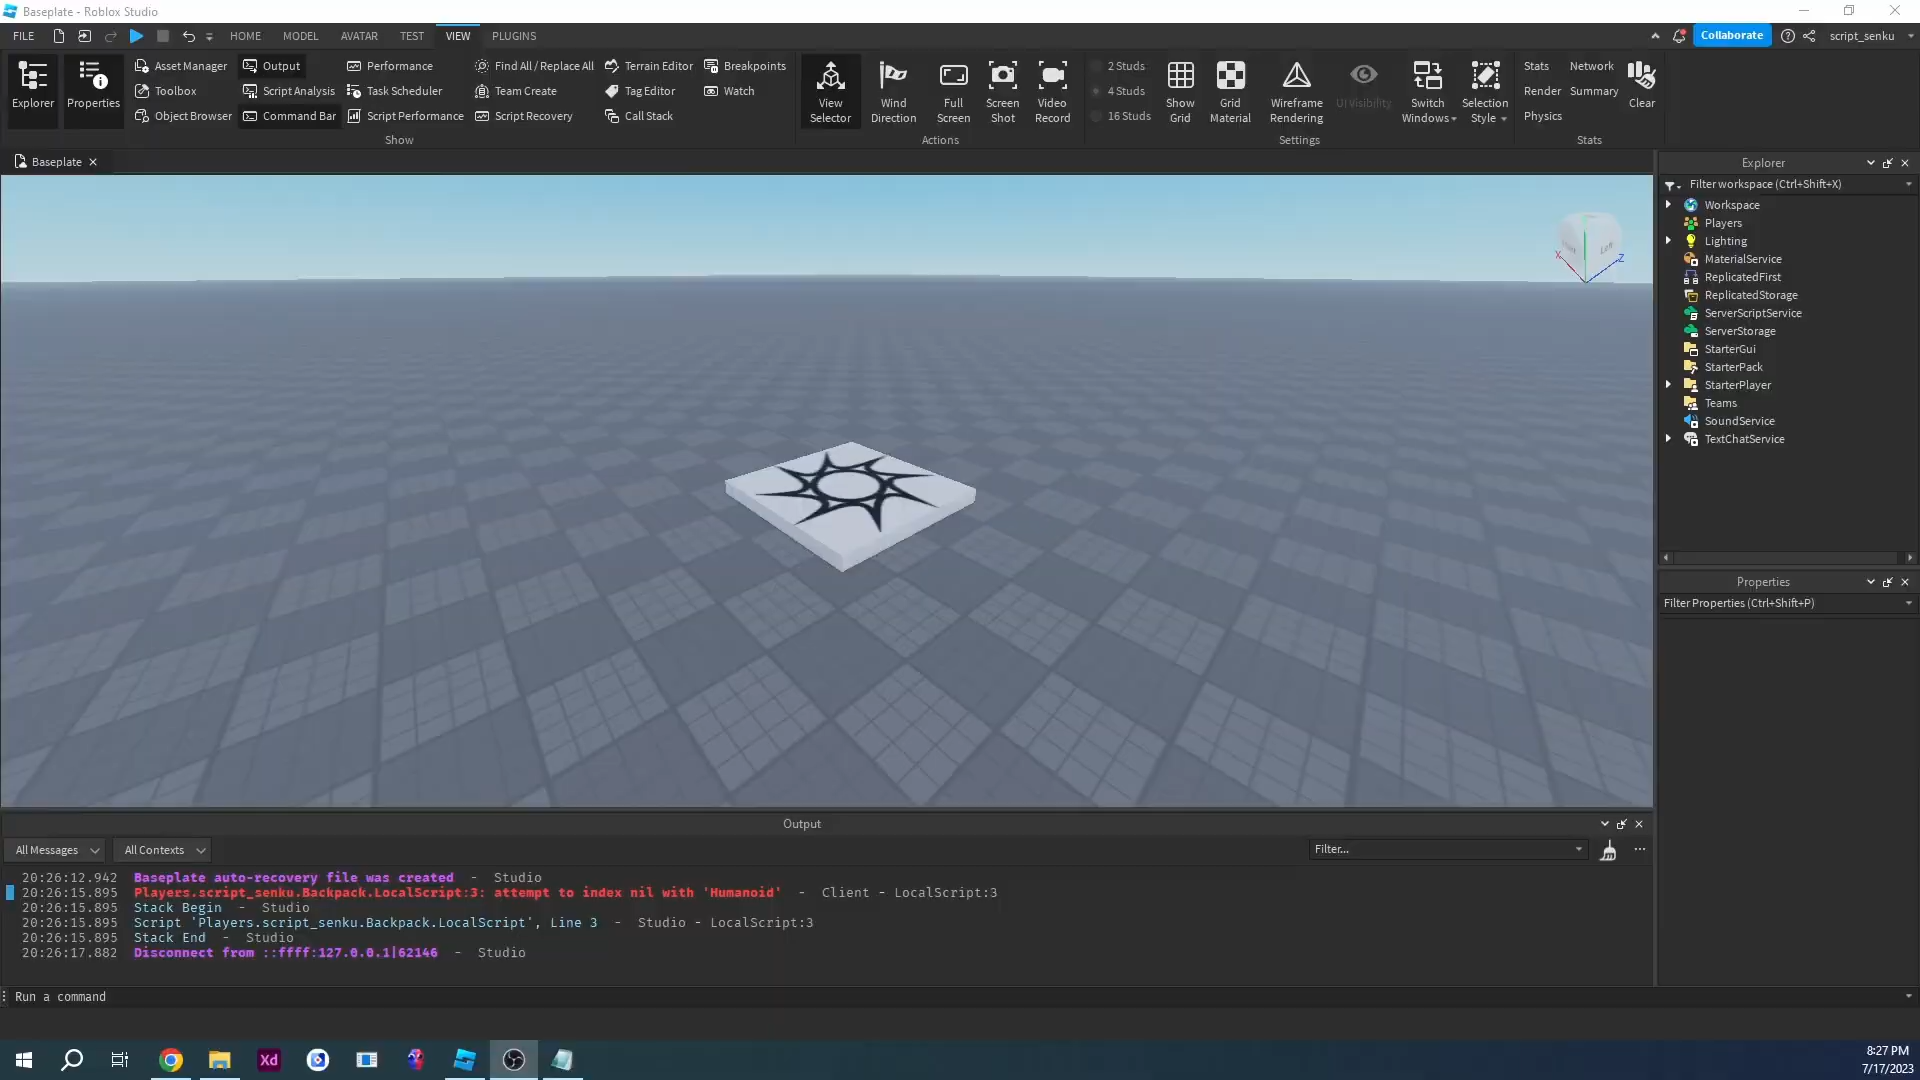 Baseplate - Roblox Studio
FILE HOME MODEL AVATAR TEST VIEW PLUGINS Collaborate script_senku
Explorer
Properties
Asset Manager
Toolbox
Object Browser
Output
Script Analysis
Command Bar
Performance
Task Scheduler
Script Performance
Find All / Replace All
Team Create
Script Recovery
Terrain Editor
Tag Editor
Call Stack
Breakpoints
Watch
Show
View
Selector
Wind
Direction
Full
Screen
Screen
Shot
Video
Record
Actions
2 Studs
4 Studs
16 Studs
Show
Grid
Grid
Material
Wireframe
Rendering
UI Visibility
Switch
Windows
Selection
Style
Settings
Stats Network
Render Summary
Physics
Clear
Stats
Baseplate
Left
X
Z
Explorer
Filter workspace (Ctrl+Shift+X)
Workspace
Players
Lighting
MaterialService
ReplicatedFirst
ReplicatedStorage
ServerScriptService
ServerStorage
StarterGui
StarterPack
StarterPlayer
Teams
SoundService
TextChatService
Properties
Filter Properties (Ctrl+Shift+P)
Output
All Messages All Contexts Filter...
20:26:12.942 Baseplate auto-recovery file was created - Studio
20:26:15.895 Players.script_senku.Backpack.LocalScript:3: attempt to index nil with 'Humanoid' - Client - LocalScript:3
20:26:15.895 Stack Begin - Studio
20:26:15.895 Script 'Players.script_senku.Backpack.LocalScript', Line 3 - Studio - LocalScript:3
20:26:15.895 Stack End - Studio
20:26:17.882 Disconnect from ::ffff:127.0.0.1|62146 - Studio
Run a command
Xd
8:27 PM
7/17/2023